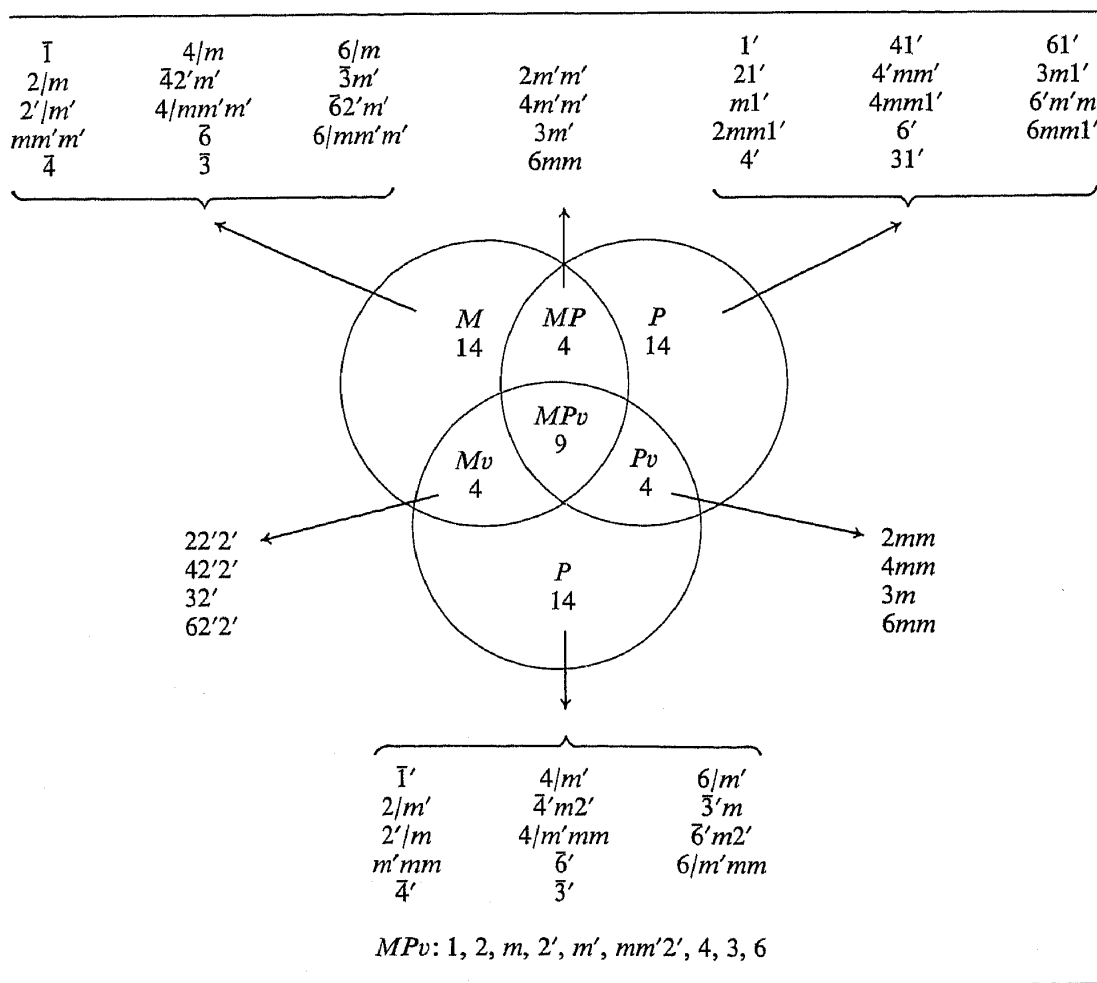 1̅ 4/m 6/m
2/m 4̅2′m′ 3̅m′
2′/m′ 4/mm′m′ 6̅2′m′
mm′m′ 6̅ 6/mm′m′
4̅ 3̅
2m′m′
4m′m′
3m′
6mm
1′ 41′ 61′
21′ 4′mm′ 3m1′
m1′ 4mm1′ 6′m′m
2mm1′ 6′ 6mm1′
4′ 31′
M MP P
14 4 14
MPv
9
Mv Pv
4 4
22′2′
42′2′
32′
62′2′
2mm
4mm
3m
6mm
P
14
1̅′ 4/m′ 6/m′
2/m′ 4̅′m2′ 3̅′m
2′/m 4/m′mm 6̅′m2′
m′mm 6̅′ 6/m′mm
4̅′ 3̅′
MPv: 1, 2, m, 2′, m′, mm′2′, 4, 3, 6